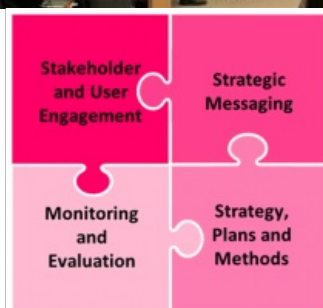 Stakeholder
and User
Engagement
Strategic
Messaging
Monitoring
and
Evaluation
Strategy,
Plans and
Methods